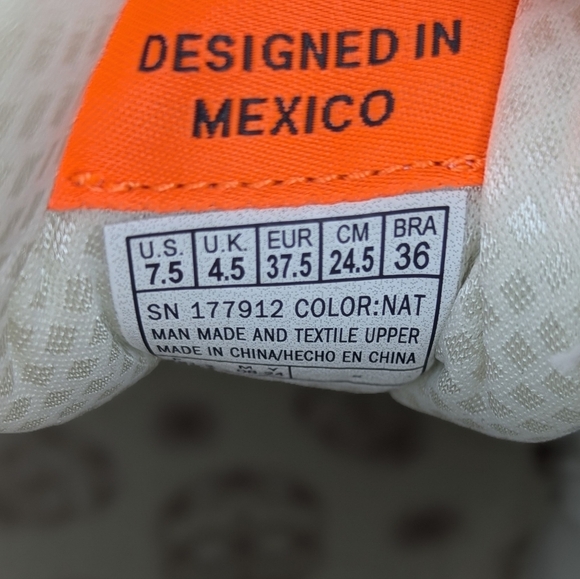 DESIGNED IN
MEXICO
U.S. U.K. EUR CM BRA
7.5 4.5 37.5 24.5 36
SN 177912 COLOR:NAT
MAN MADE AND TEXTILE UPPER
MADE IN CHINA/HECHO EN CHINA
M Y